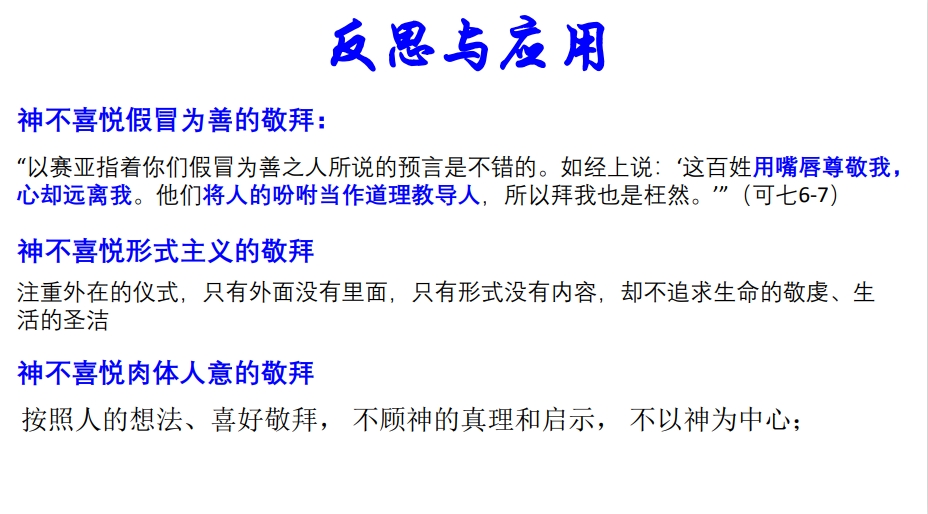 反思与应用
神不喜悦假冒为善的敬拜：
“以赛亚指着你们假冒为善之人所说的预言是不错的。如经上说：‘这百姓用嘴唇尊敬我，
心却远离我。他们将人的吩咐当作道理教导人，所以拜我也是枉然。’”（可七6-7）
神不喜悦形式主义的敬拜
注重外在的仪式，只有外面没有里面，只有形式没有内容，却不追求生命的敬虔、生
活的圣洁
神不喜悦肉体人意的敬拜
按照人的想法、喜好敬拜， 不顾神的真理和启示， 不以神为中心；